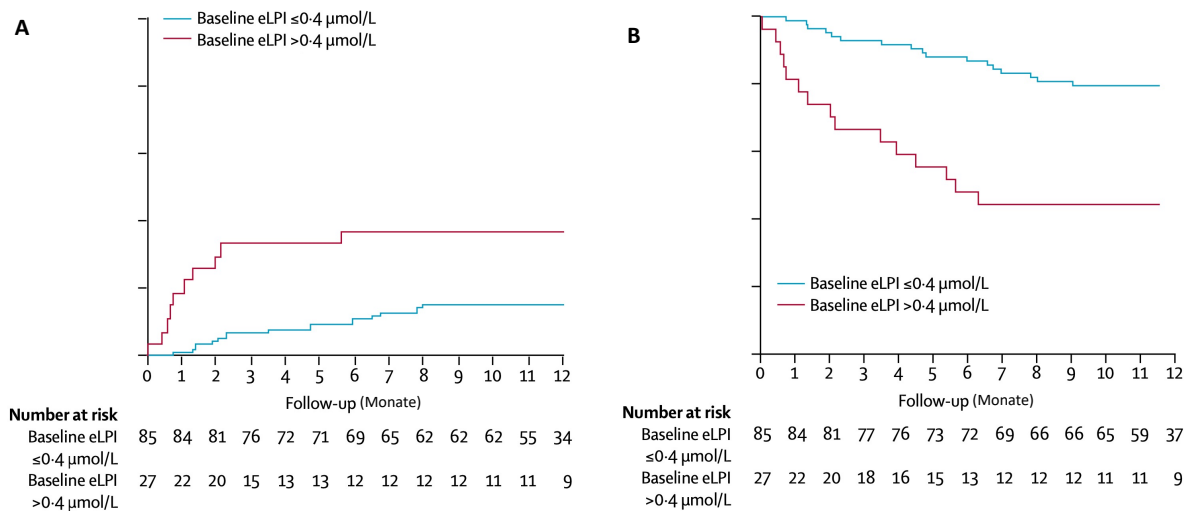 A
Baseline eLPI ≤0·4 µmol/L
Baseline eLPI >0·4 µmol/L
0 1 2 3 4 5 6 7 8 9 10 11 12
Follow-up (Monate)
Number at risk
Baseline eLPI 85 84 81 76 72 71 69 65 62 62 62 55 34
≤0·4 µmol/L
Baseline eLPI 27 22 20 15 13 13 12 12 12 12 11 11 9
>0·4 µmol/L
B
Baseline eLPI ≤0·4 µmol/L
Baseline eLPI >0·4 µmol/L
0 1 2 3 4 5 6 7 8 9 10 11 12
Follow-up (Monate)
Number at risk
Baseline eLPI 85 84 81 77 76 73 72 69 66 66 65 59 37
≤0·4 µmol/L
Baseline eLPI 27 22 20 18 16 15 13 12 12 12 11 11 9
>0·4 µmol/L